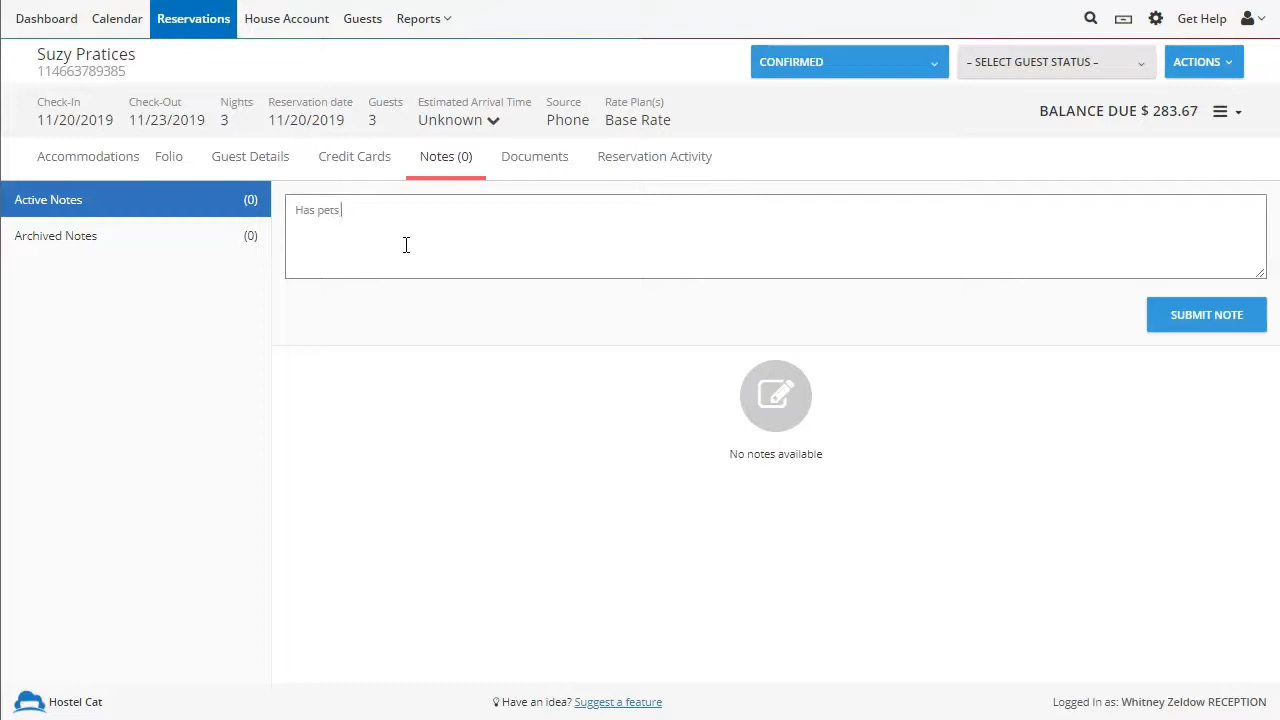 Dashboard Calendar Reservations House Account Guests Reports Get Help
Suzy Pratices
114663789385
CONFIRMED – SELECT GUEST STATUS – ACTIONS
Check-In Check-Out Nights Reservation date Guests Estimated Arrival Time Source Rate Plan(s)
11/20/2019 11/23/2019 3 11/20/2019 3 Unknown Phone Base Rate
BALANCE DUE $ 283.67
Accommodations Folio Guest Details Credit Cards Notes (0) Documents Reservation Activity
Active Notes (0)
Archived Notes (0)
Has pets
SUBMIT NOTE
No notes available
Hostel Cat
Have an idea? Suggest a feature
Logged In as: Whitney Zeldow RECEPTION